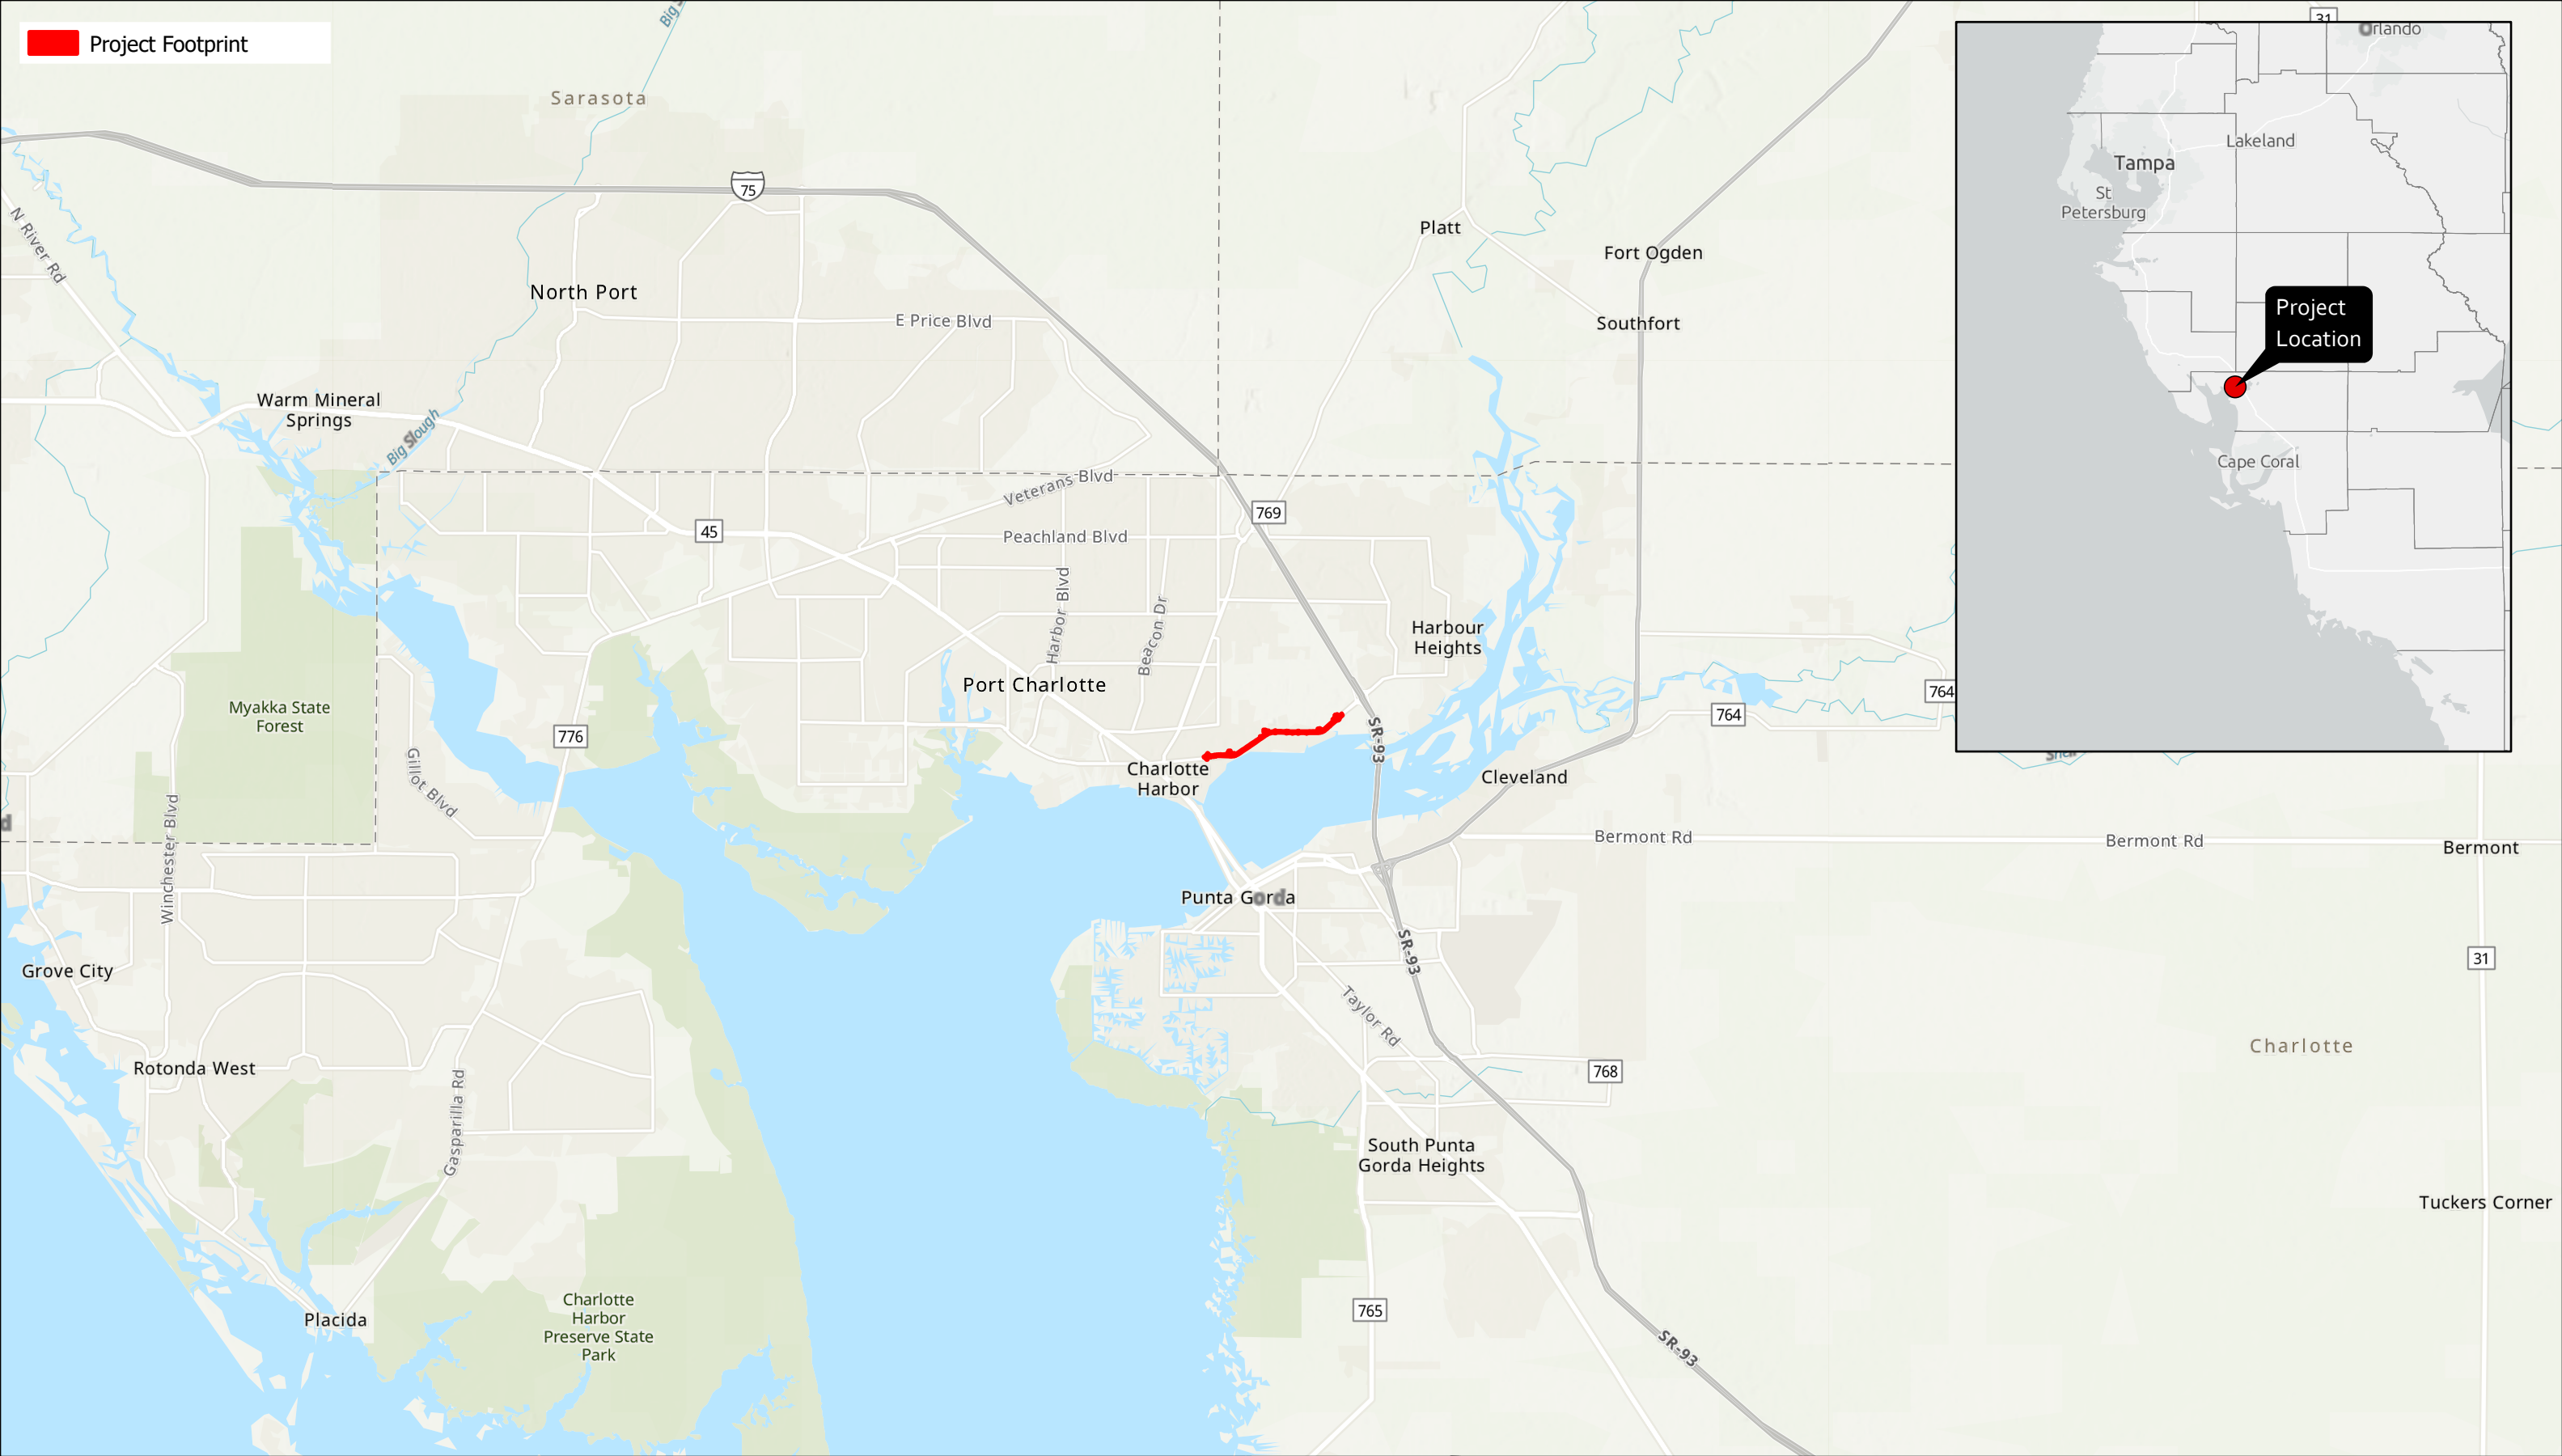 Project Footprint
Big S
31
Orlando
Sarasota
Lakeland
Tampa
St
Petersburg
75
N River Rd
Platt
Fort Ogden
North Port
E Price Blvd
Southfort
Project
Location
Warm Mineral
Springs
Big Slough
Cape Coral
Veterans Blvd
769
45
Peachland Blvd
Harbor Blvd
Beacon Dr
Harbour
Heights
Port Charlotte
Myakka State
Forest
776
764
764
SR-93
Gillot Blvd
Charlotte
Harbor
Cleveland
Winchester Blvd
d
Bermont Rd
Bermont Rd
Bermont
Punta Gorda
SR-93
Grove City
31
Taylor Rd
Charlotte
Rotonda West
768
Gasparilla Rd
South Punta
Gorda Heights
Tuckers Corner
Placida
Charlotte
Harbor
Preserve State
Park
765
SR-93